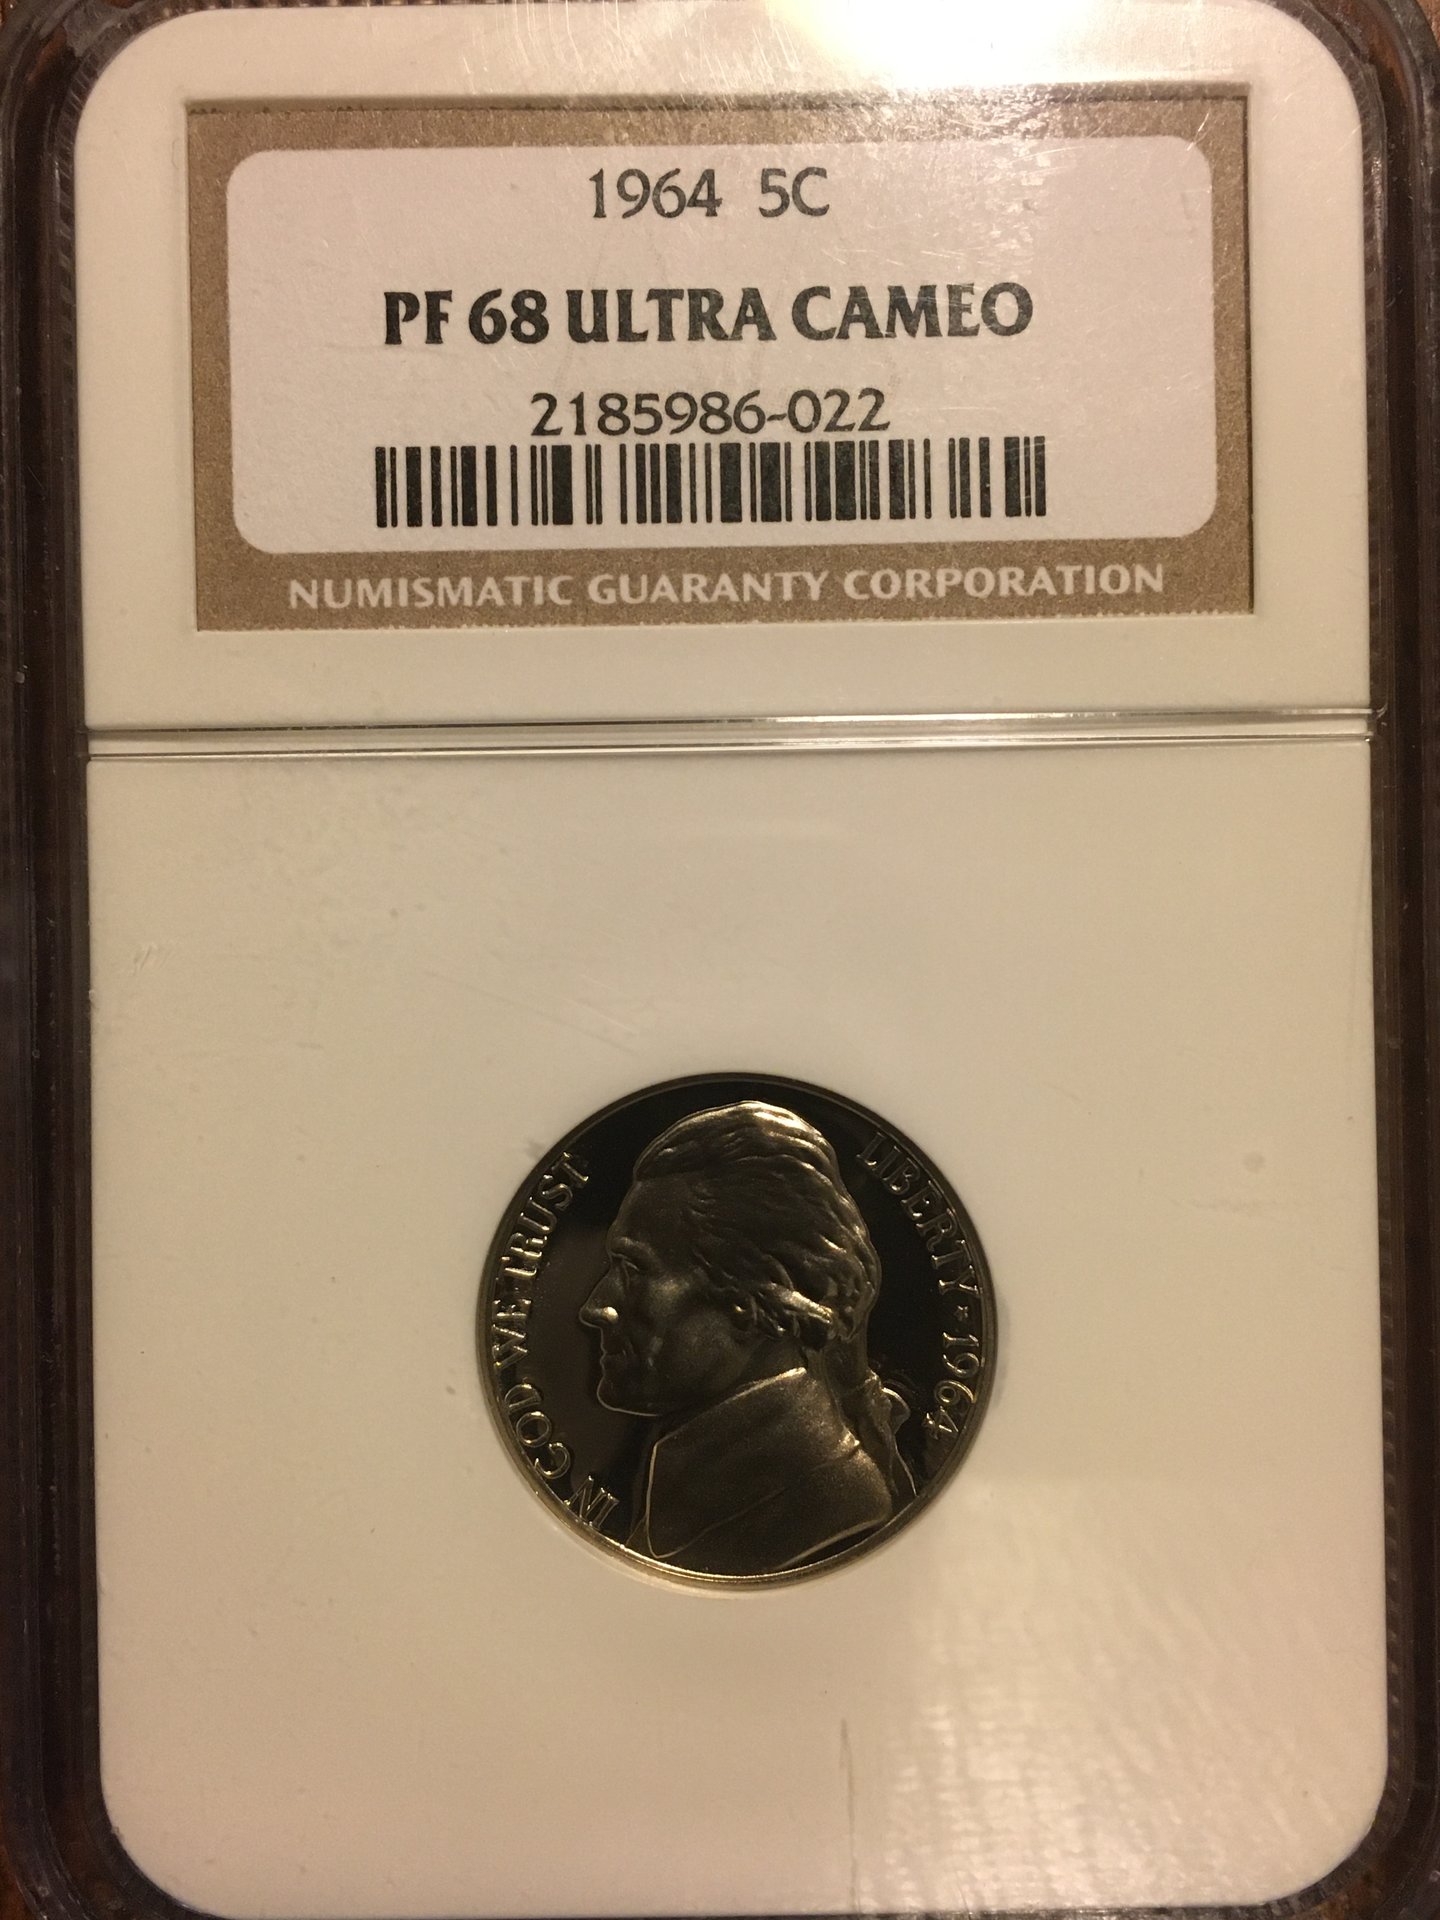 1964 5C
PF 68 ULTRA CAMEO
2185986-022
NUMISMATIC GUARANTY CORPORATION
IN GOD WE TRUST
LIBERTY * 1964